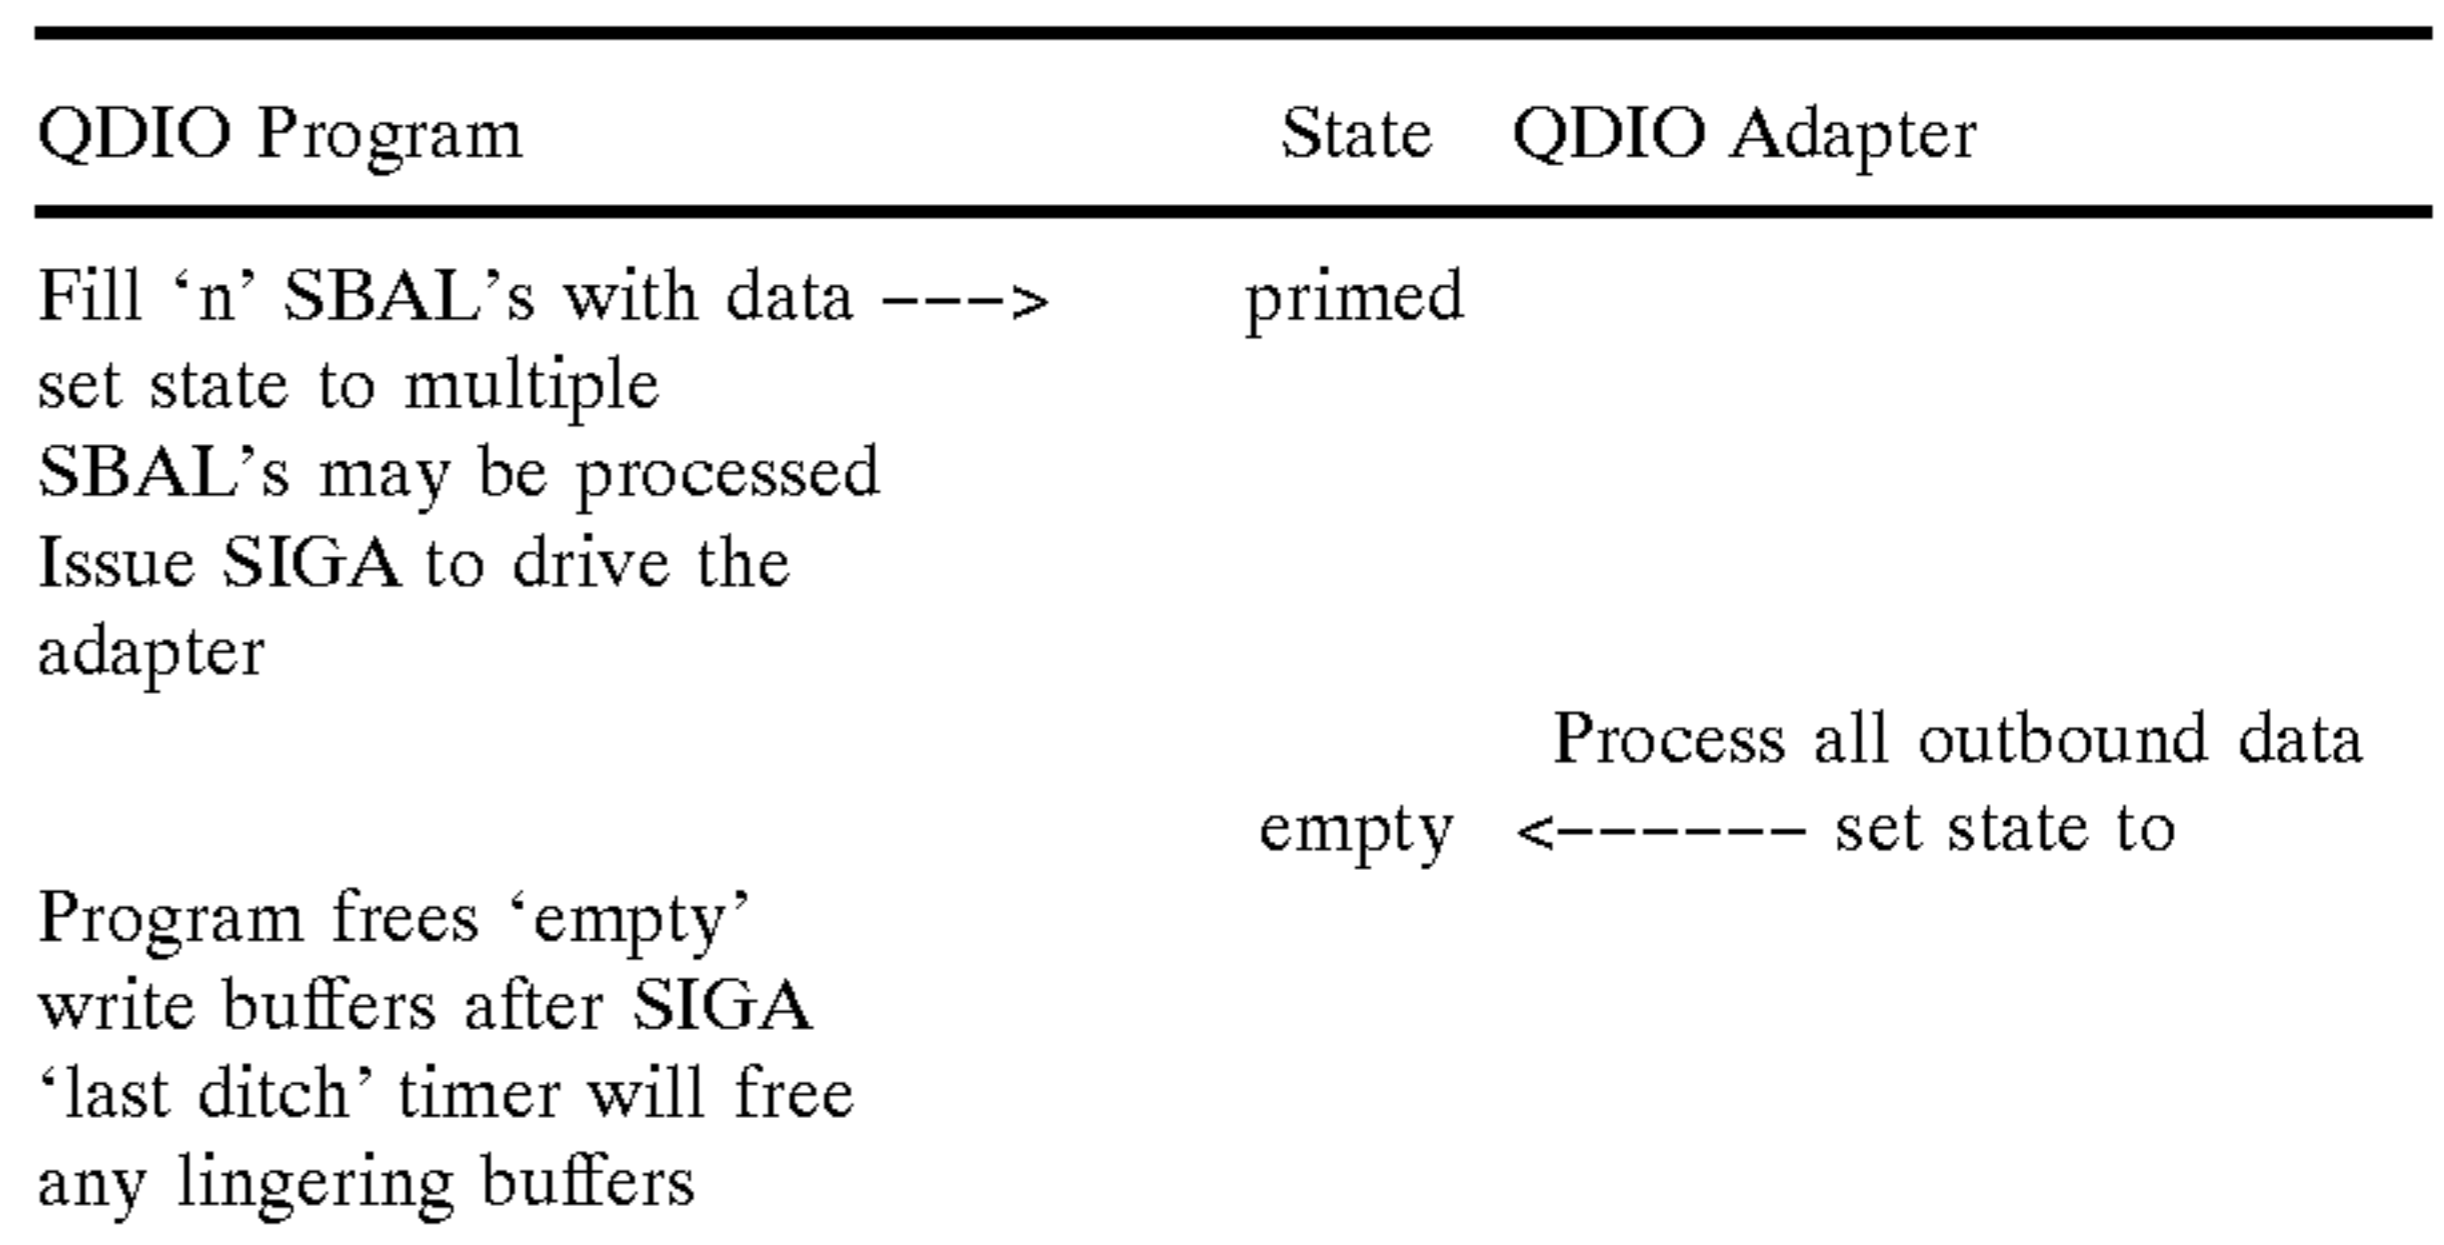 QDIO Program State QDIO Adapter
Fill ‘n’ SBAL’s with data ---> primed
set state to multiple
SBAL’s may be processed
Issue SIGA to drive the
adapter
Process all outbound data
empty <------ set state to
Program frees ‘empty’
write buffers after SIGA
‘last ditch’ timer will free
any lingering buffers